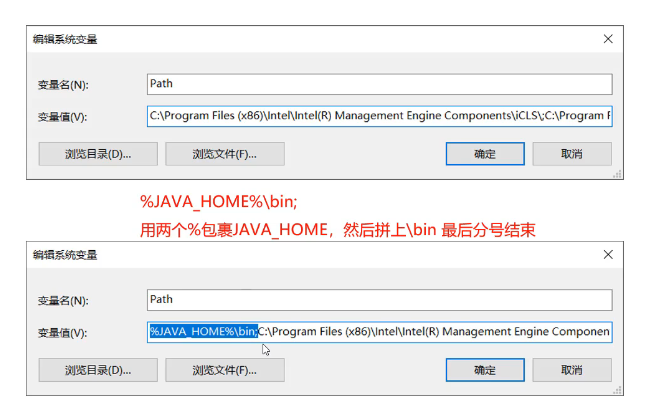 编辑系统变量
变量名(N):
Path
变量值(V):
C:\Program Files (x86)\Intel\Intel(R) Management Engine Components\iCLS\;C:\Program F
浏览目录(D)...
浏览文件(F)...
确定
取消
%JAVA_HOME%\bin;
用两个%包裹JAVA_HOME，然后拼上\bin 最后分号结束
编辑系统变量
变量名(N):
Path
变量值(V):
%JAVA_HOME%\bin;C:\Program Files (x86)\Intel\Intel(R) Management Engine Componen
浏览目录(D)...
浏览文件(F)...
确定
取消